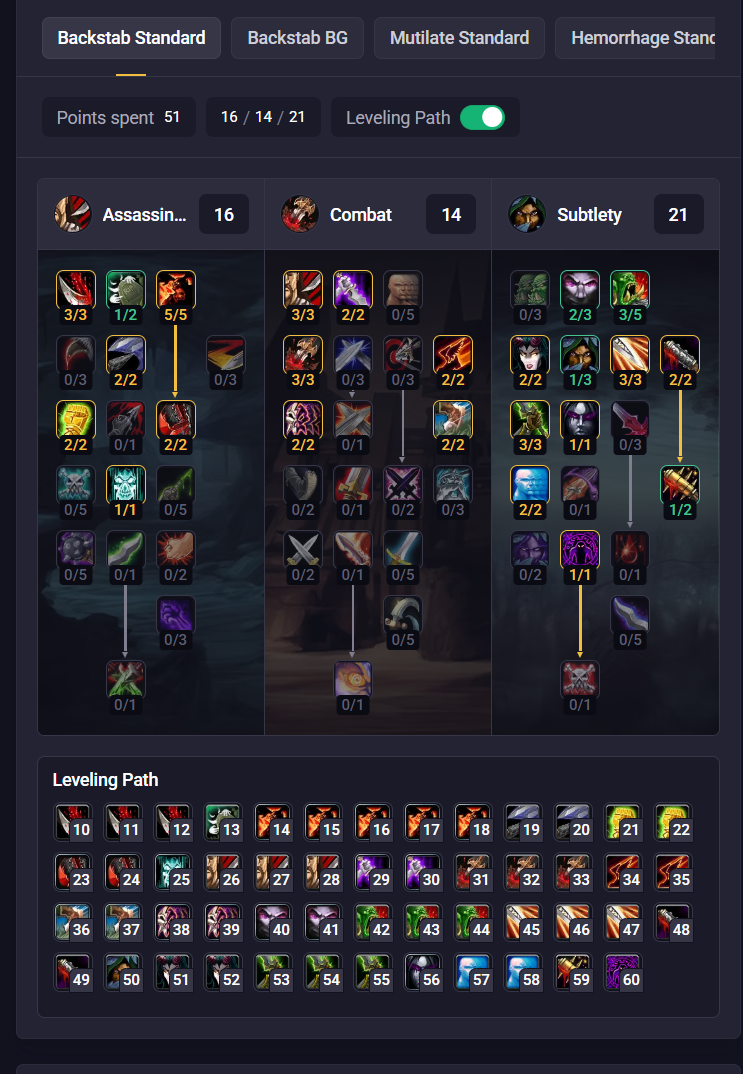 Backstab Standard Backstab BG Mutilate Standard Hemorrhage Stanc
Points spent 51 16 / 14 / 21 Leveling Path
Assassin... 16 Combat 14 Subtlety 21
3/3 1/2 5/5 3/3 2/2 0/5 0/3 2/3 3/5
0/3 2/2 0/3 3/3 0/3 0/3 2/2 2/2 1/3 3/3 2/2
2/2 0/1 2/2 2/2 0/1 2/2 3/3 1/1 0/3
0/5 1/1 0/5 0/2 0/1 0/2 0/3 2/2 0/1 1/2
0/5 0/1 0/2 0/2 0/1 0/5 0/2 1/1 0/1
0/3 0/5 0/5
0/1 0/1 0/1
Leveling Path
10 11 12 13 14 15 16 17 18 19 20 21 22
23 24 25 26 27 28 29 30 31 32 33 34 35
36 37 38 39 40 41 42 43 44 45 46 47 48
49 50 51 52 53 54 55 56 57 58 59 60